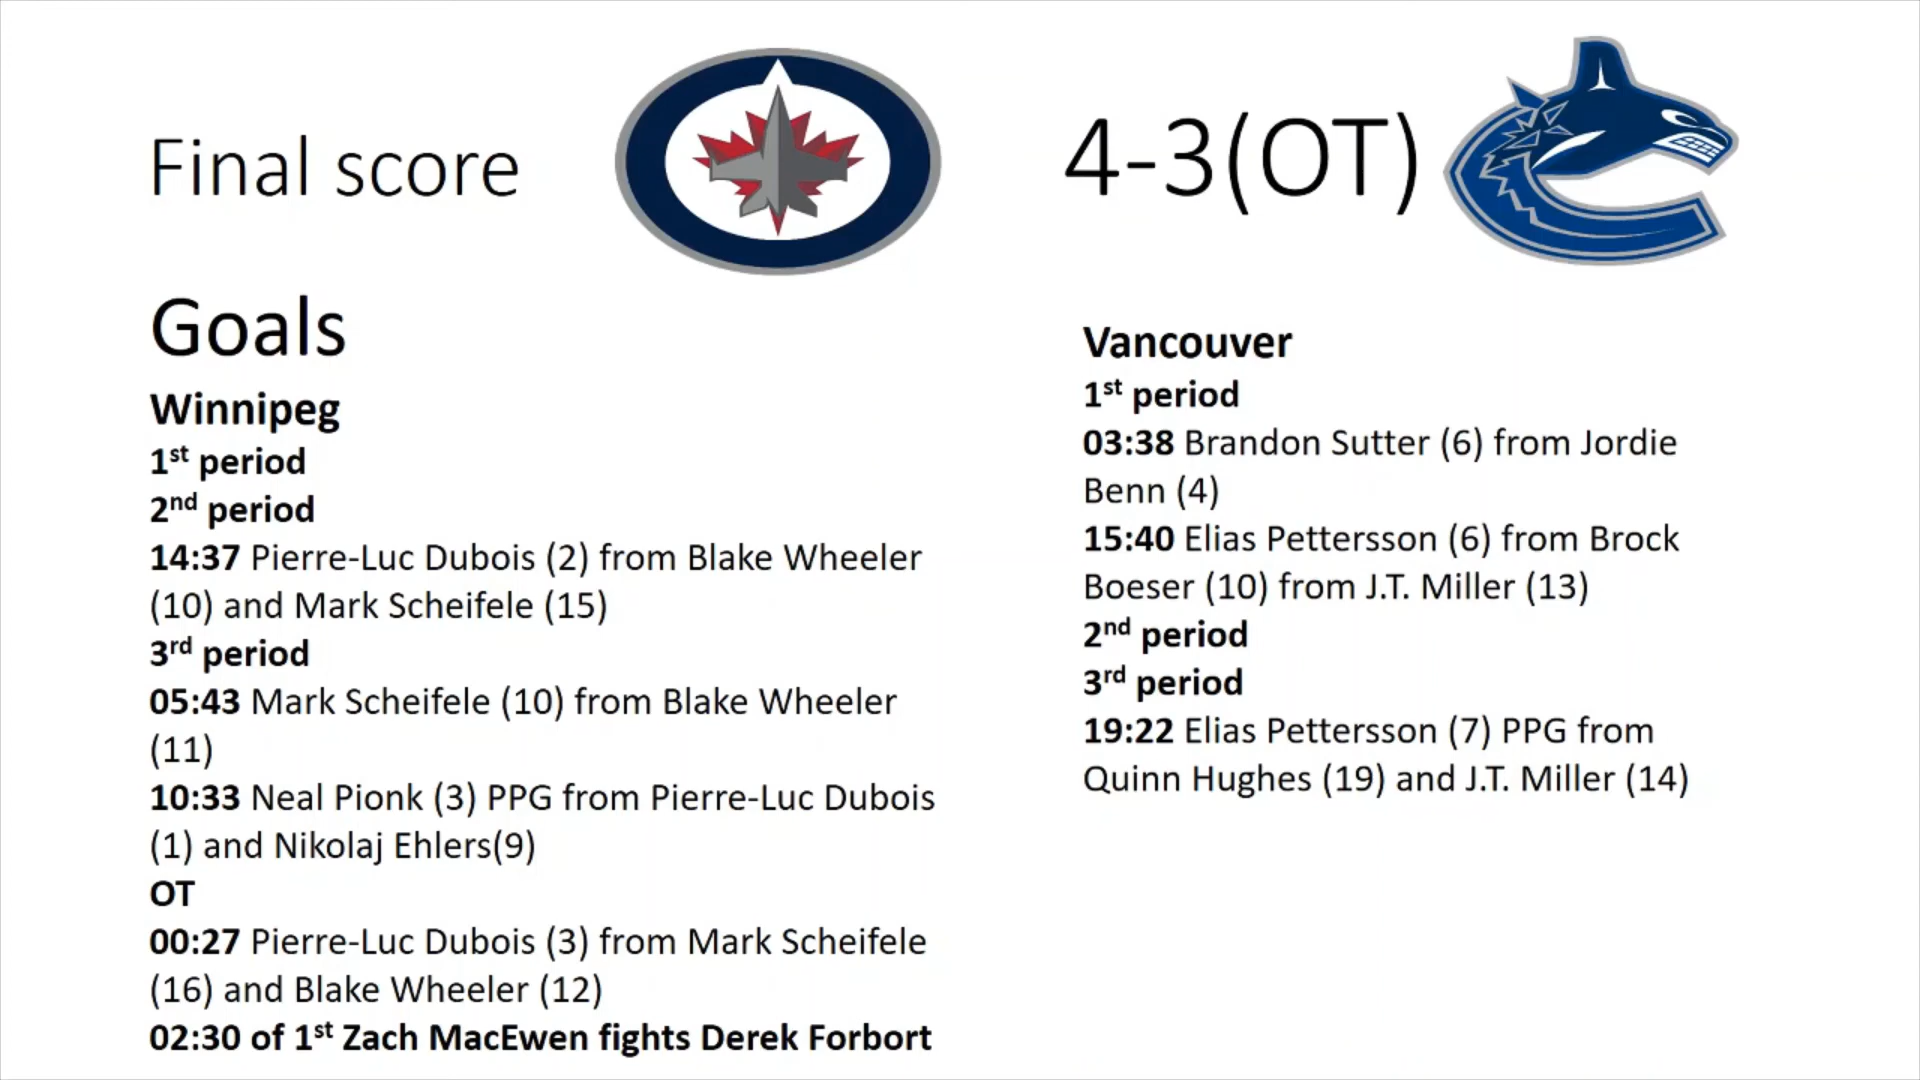 Final score
4-3(OT)
Goals
Winnipeg
1st period
2nd period
14:37 Pierre-Luc Dubois (2) from Blake Wheeler
(10) and Mark Scheifele (15)
3rd period
05:43 Mark Scheifele (10) from Blake Wheeler
(11)
10:33 Neal Pionk (3) PPG from Pierre-Luc Dubois
(1) and Nikolaj Ehlers(9)
OT
00:27 Pierre-Luc Dubois (3) from Mark Scheifele
(16) and Blake Wheeler (12)
02:30 of 1st Zach MacEwen fights Derek Forbort
Vancouver
1st period
03:38 Brandon Sutter (6) from Jordie
Benn (4)
15:40 Elias Pettersson (6) from Brock
Boeser (10) from J.T. Miller (13)
2nd period
3rd period
19:22 Elias Pettersson (7) PPG from
Quinn Hughes (19) and J.T. Miller (14)